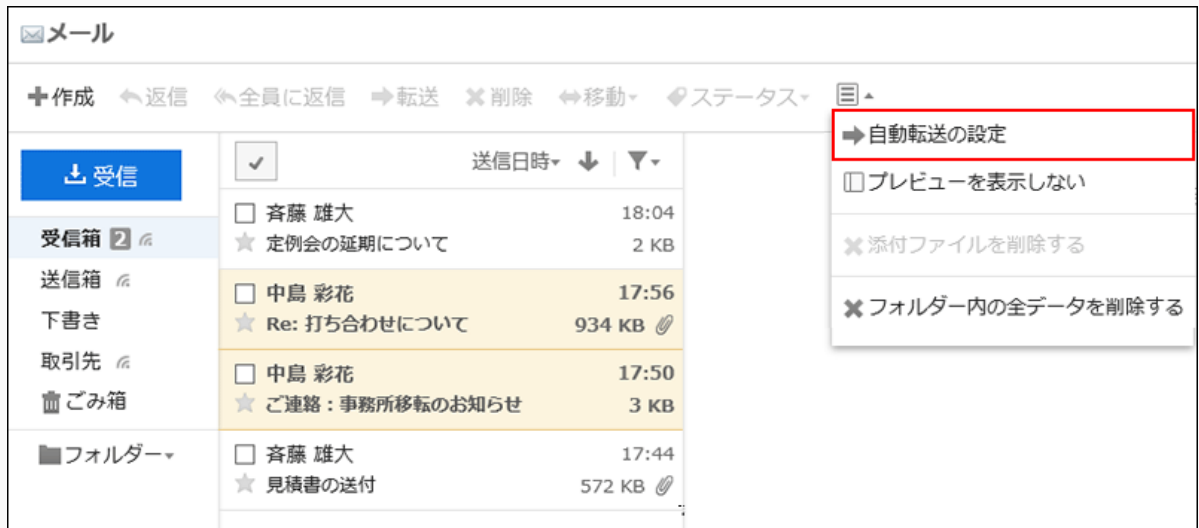 メール
作成 返信 全員に返信 転送 削除 移動 ステータス
自動転送の設定
プレビューを表示しない
添付ファイルを削除する
フォルダー内の全データを削除する
受信
受信箱 2
送信箱
下書き
取引先
ごみ箱
フォルダー
送信日時
斉藤 雄大 18:04
定例会の延期について 2 KB
中島 彩花 17:56
Re: 打ち合わせについて 934 KB
中島 彩花 17:50
ご連絡：事務所移転のお知らせ 3 KB
斉藤 雄大 17:44
見積書の送付 572 KB